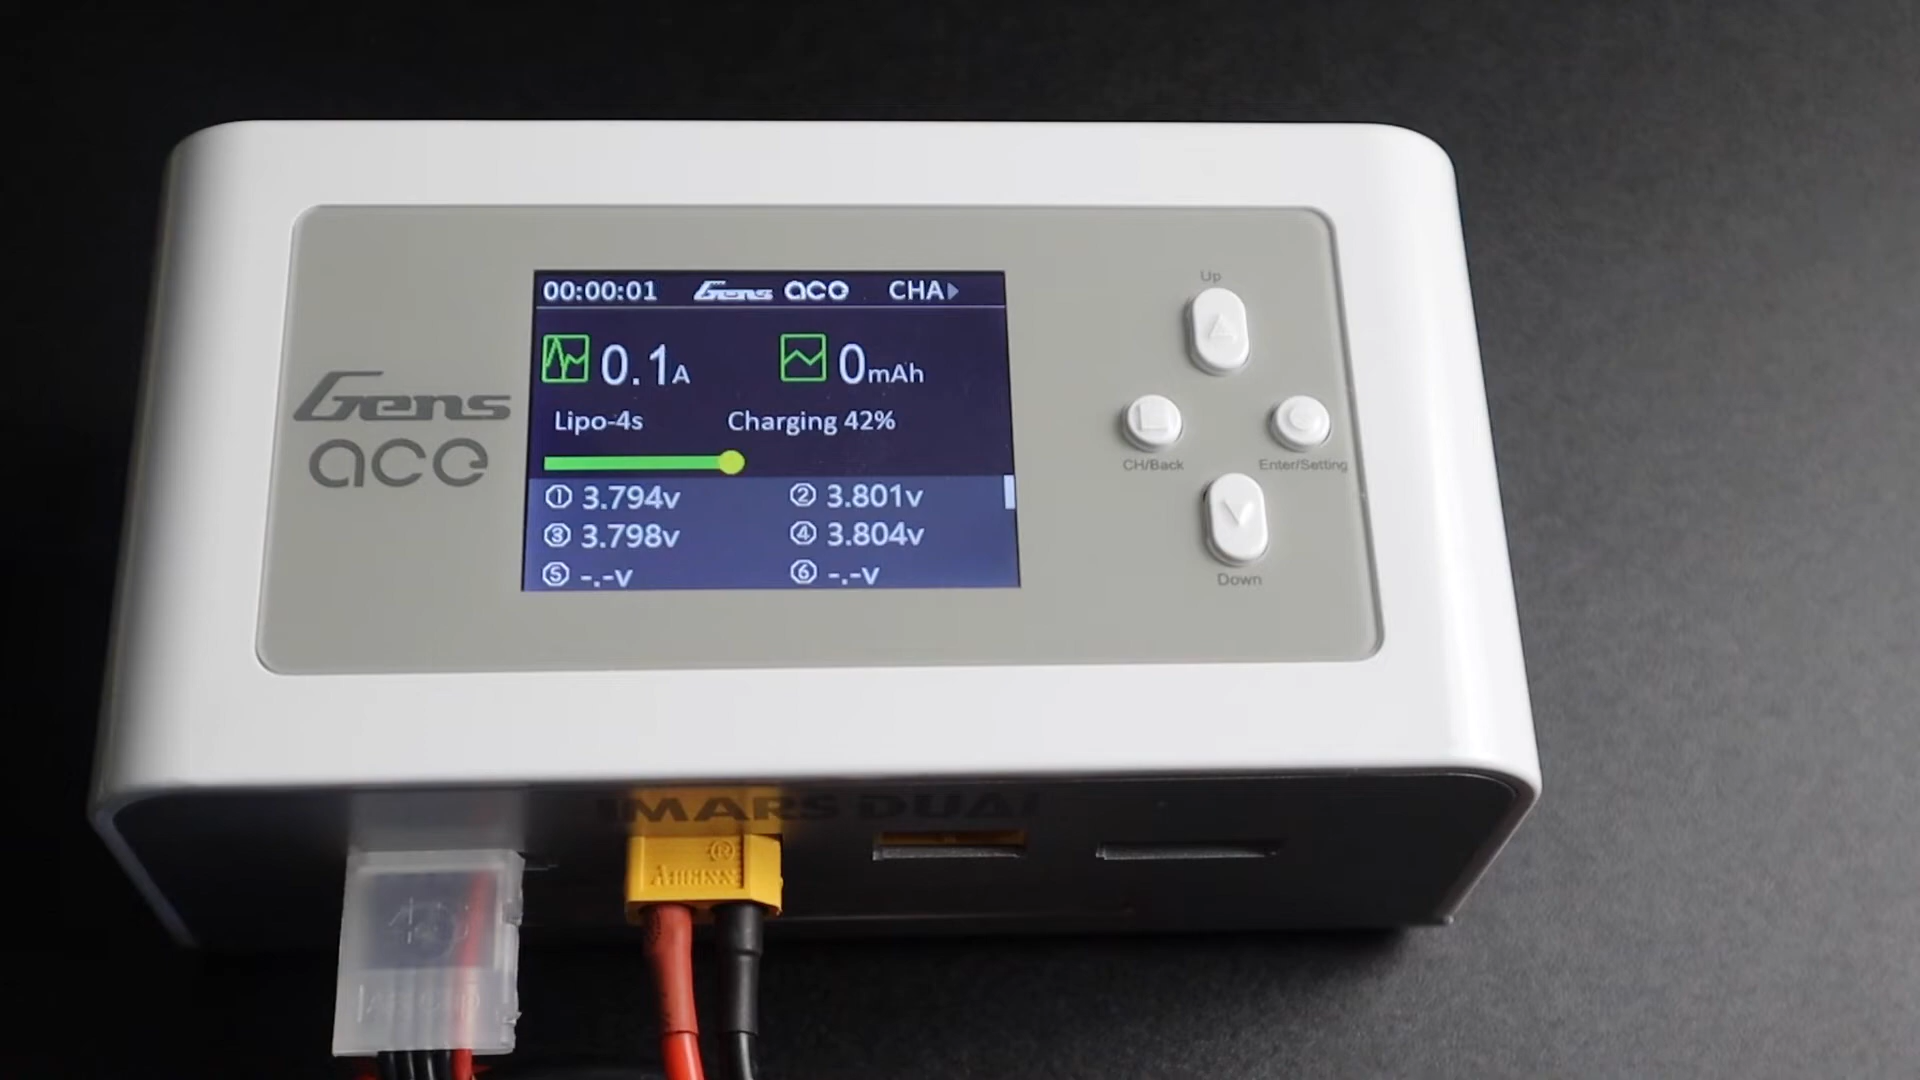 00:00:01 Gens ace CHA
0.1A 0mAh
Lipo-4s Charging 42%
① 3.794v ② 3.801v
③ 3.798v ④ 3.804v
⑤ -.-v ⑥ -.-v
Gens
ace
Up
CH/Back Enter/Setting
Down
IMARS DUAL